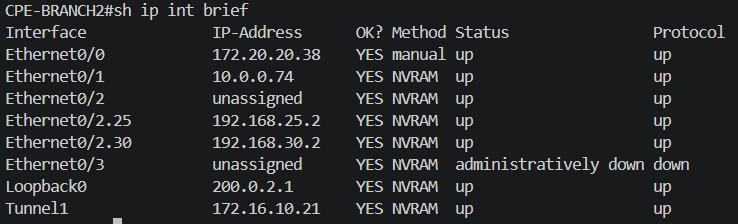 CPE-BRANCH2#sh ip int brief
Interface              IP-Address      OK? Method Status                Protocol
Ethernet0/0            172.20.20.38    YES manual up                    up
Ethernet0/1            10.0.0.74       YES NVRAM  up                    up
Ethernet0/2            unassigned      YES NVRAM  up                    up
Ethernet0/2.25         192.168.25.2    YES NVRAM  up                    up
Ethernet0/2.30         192.168.30.2    YES NVRAM  up                    up
Ethernet0/3            unassigned      YES NVRAM  administratively down down
Loopback0              200.0.2.1       YES NVRAM  up                    up
Tunnel1                172.16.10.21    YES NVRAM  up                    up